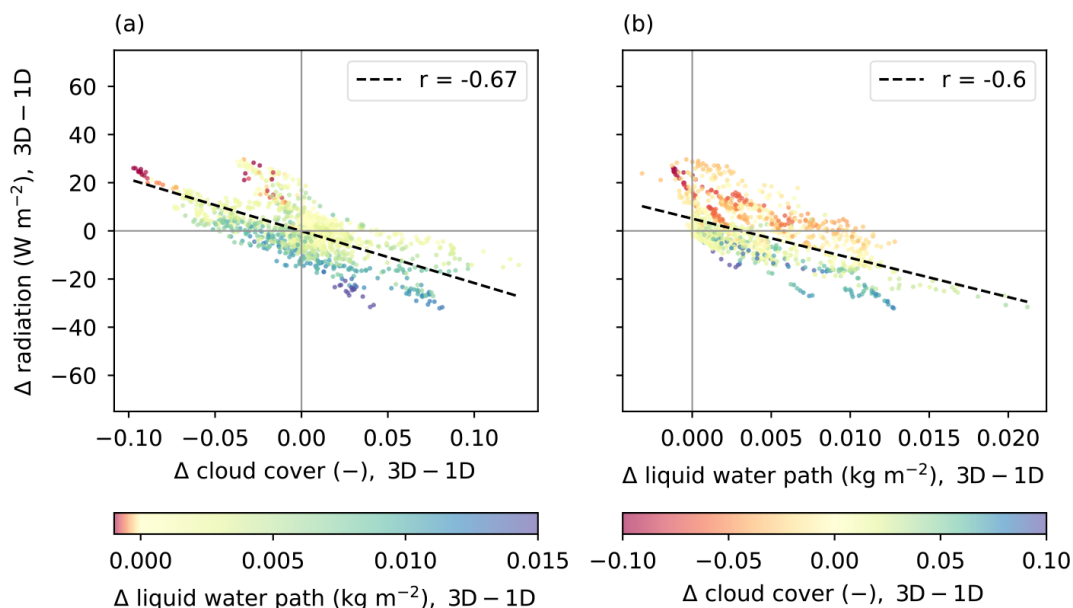 (a)
(b)
Δ radiation (W m⁻²), 3D − 1D
60
40
20
0
−20
−40
−60
r = -0.67
r = -0.6
−0.10 −0.05 0.00 0.05 0.10
0.000 0.005 0.010 0.015 0.020
Δ cloud cover (−), 3D − 1D
Δ liquid water path (kg m⁻²), 3D − 1D
0.000 0.005 0.010 0.015
−0.10 −0.05 0.00 0.05 0.10
Δ liquid water path (kg m⁻²), 3D − 1D
Δ cloud cover (−), 3D − 1D